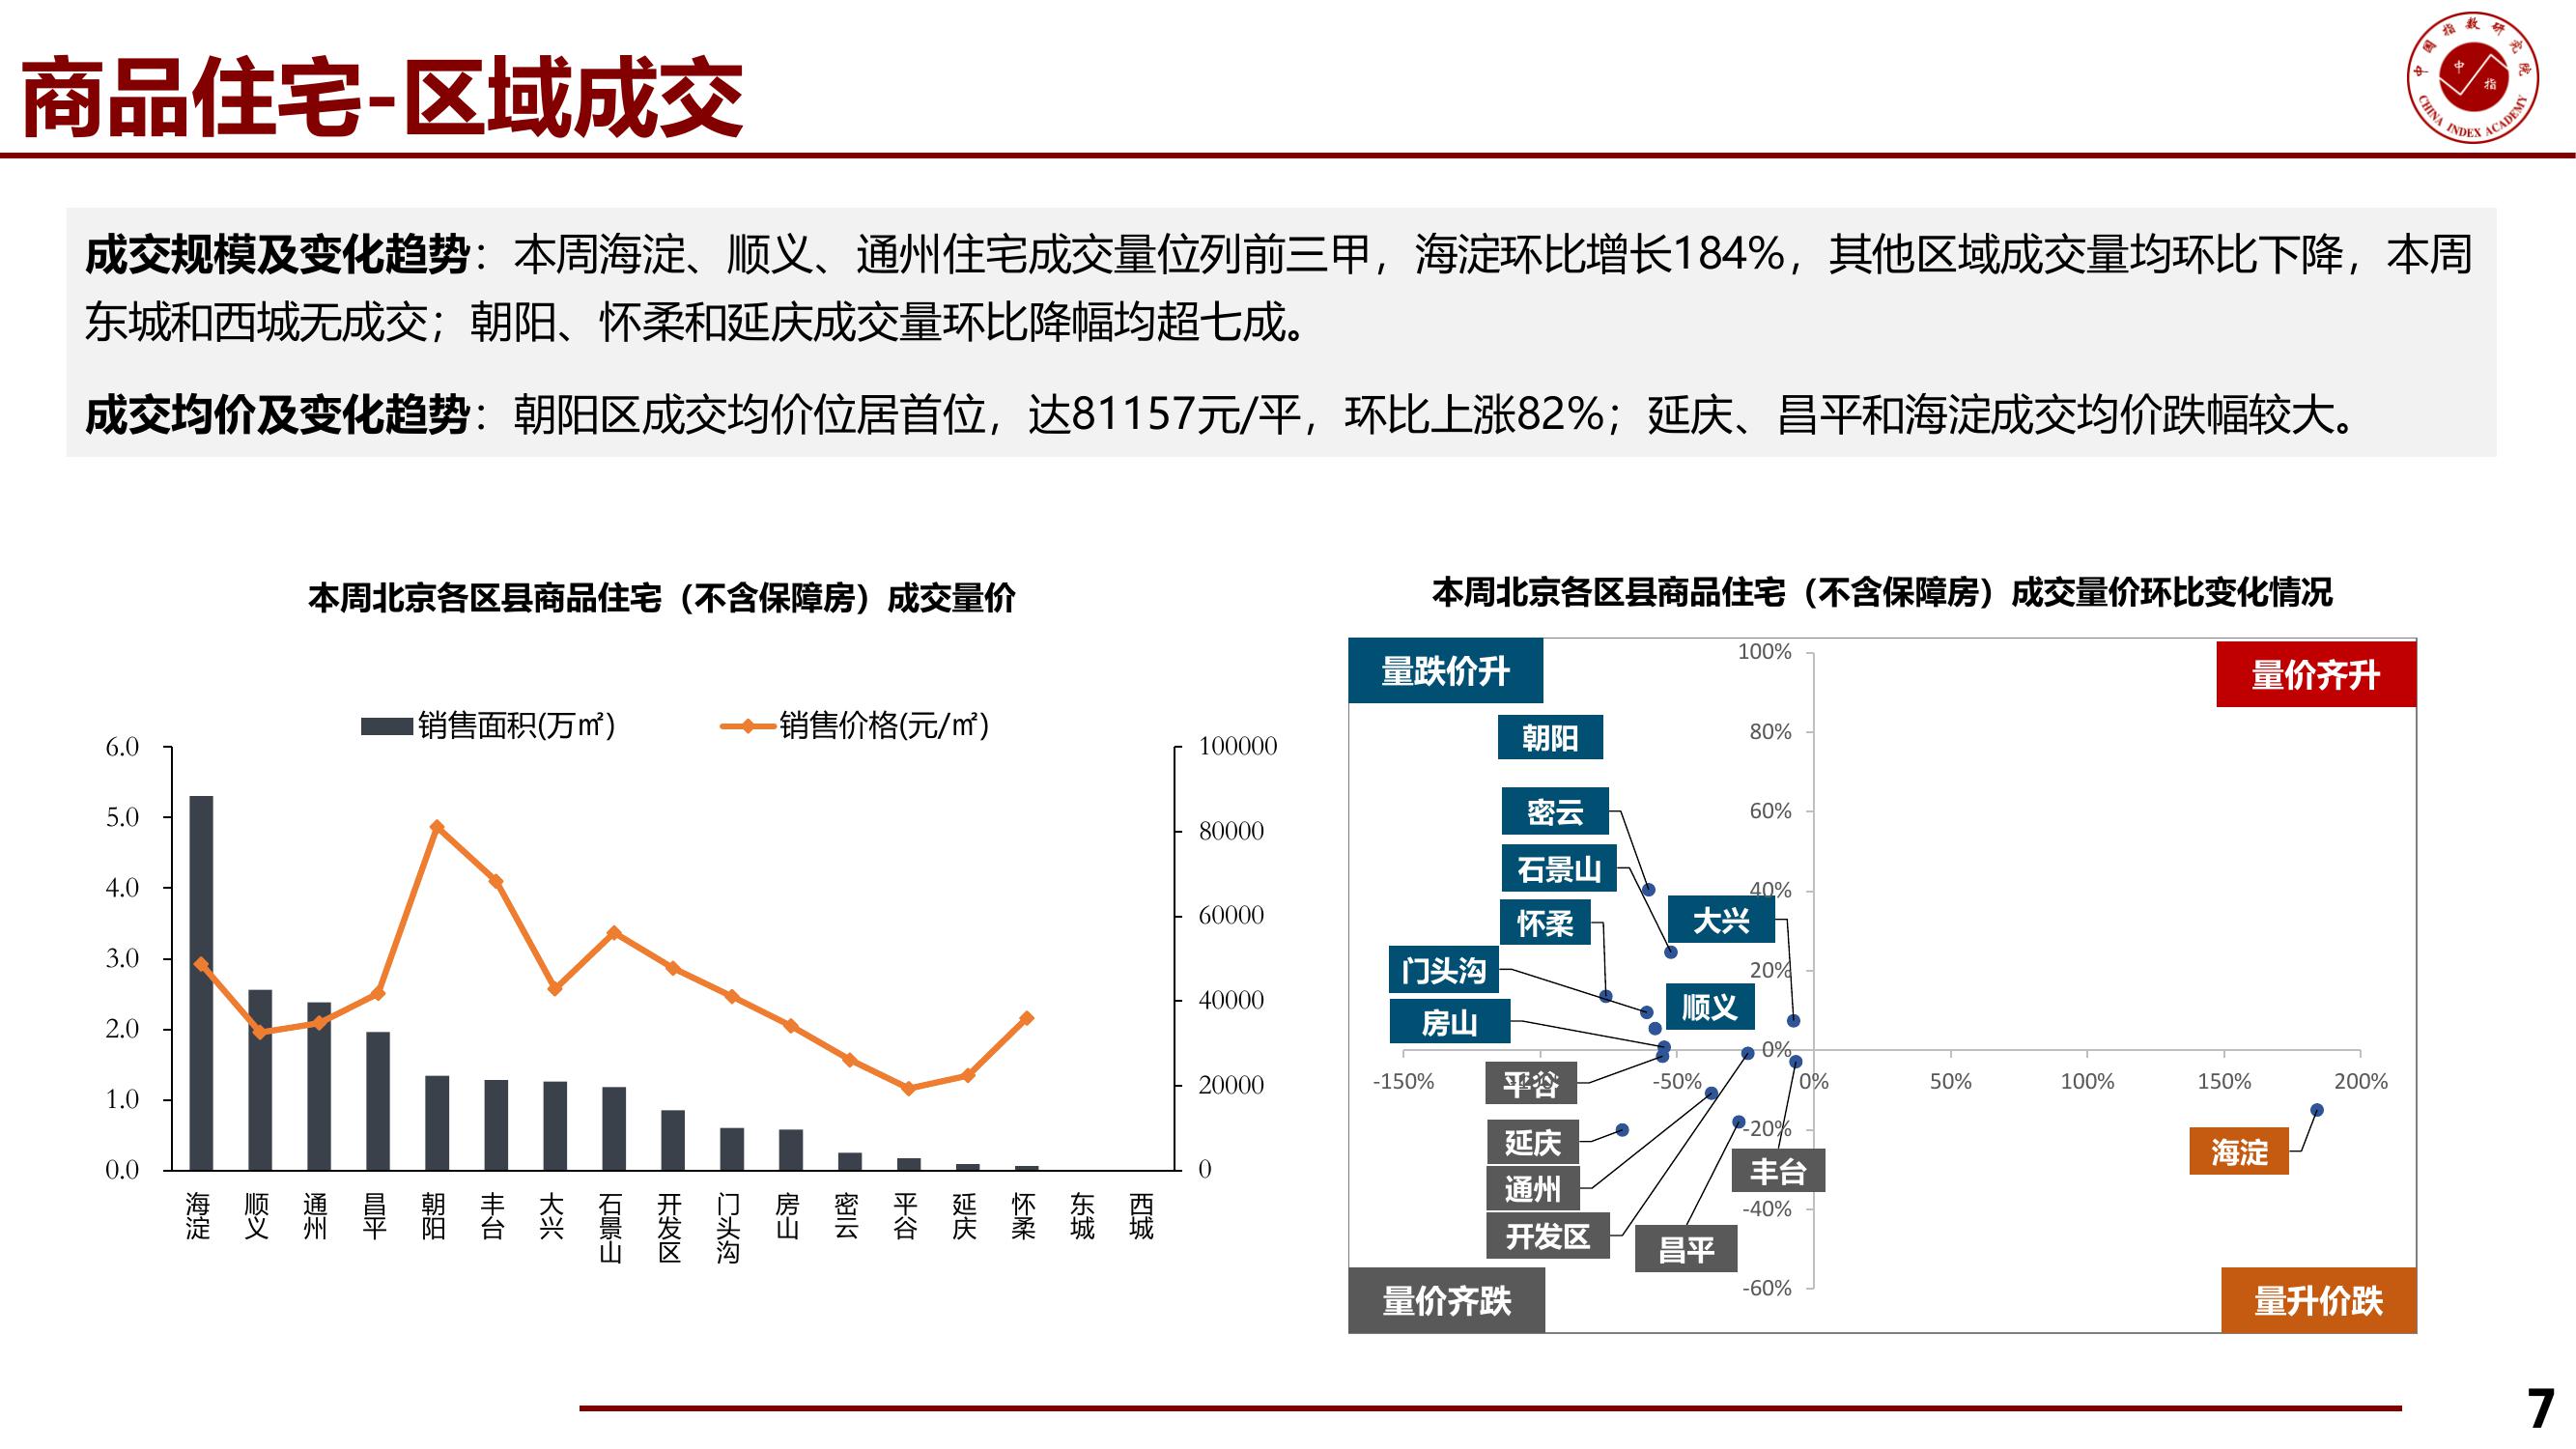 商品住宅-区域成交
中国指数研究院
中指
CHINA INDEX ACADEMY
成交规模及变化趋势：本周海淀、顺义、通州住宅成交量位列前三甲，海淀环比增长184%，其他区域成交量均环比下降，本周
东城和西城无成交；朝阳、怀柔和延庆成交量环比降幅均超七成。
成交均价及变化趋势：朝阳区成交均价位居首位，达81157元/平，环比上涨82%；延庆、昌平和海淀成交均价跌幅较大。
本周北京各区县商品住宅（不含保障房）成交量价
销售面积(万㎡)
销售价格(元/㎡)
6.0
5.0
4.0
3.0
2.0
1.0
0.0
100000
80000
60000
40000
20000
0
海淀
顺义
通州
昌平
朝阳
丰台
大兴
石景山
开发区
门头沟
房山
密云
平谷
延庆
怀柔
东城
西城
本周北京各区县商品住宅（不含保障房）成交量价环比变化情况
量跌价升
量价齐升
100%
80%
60%
40%
20%
0%
-20%
-40%
-60%
朝阳
密云
石景山
怀柔
大兴
门头沟
顺义
房山
-150%
-50%
0%
50%
100%
150%
200%
平谷
延庆
通州
开发区
昌平
丰台
海淀
量价齐跌
量升价跌
7